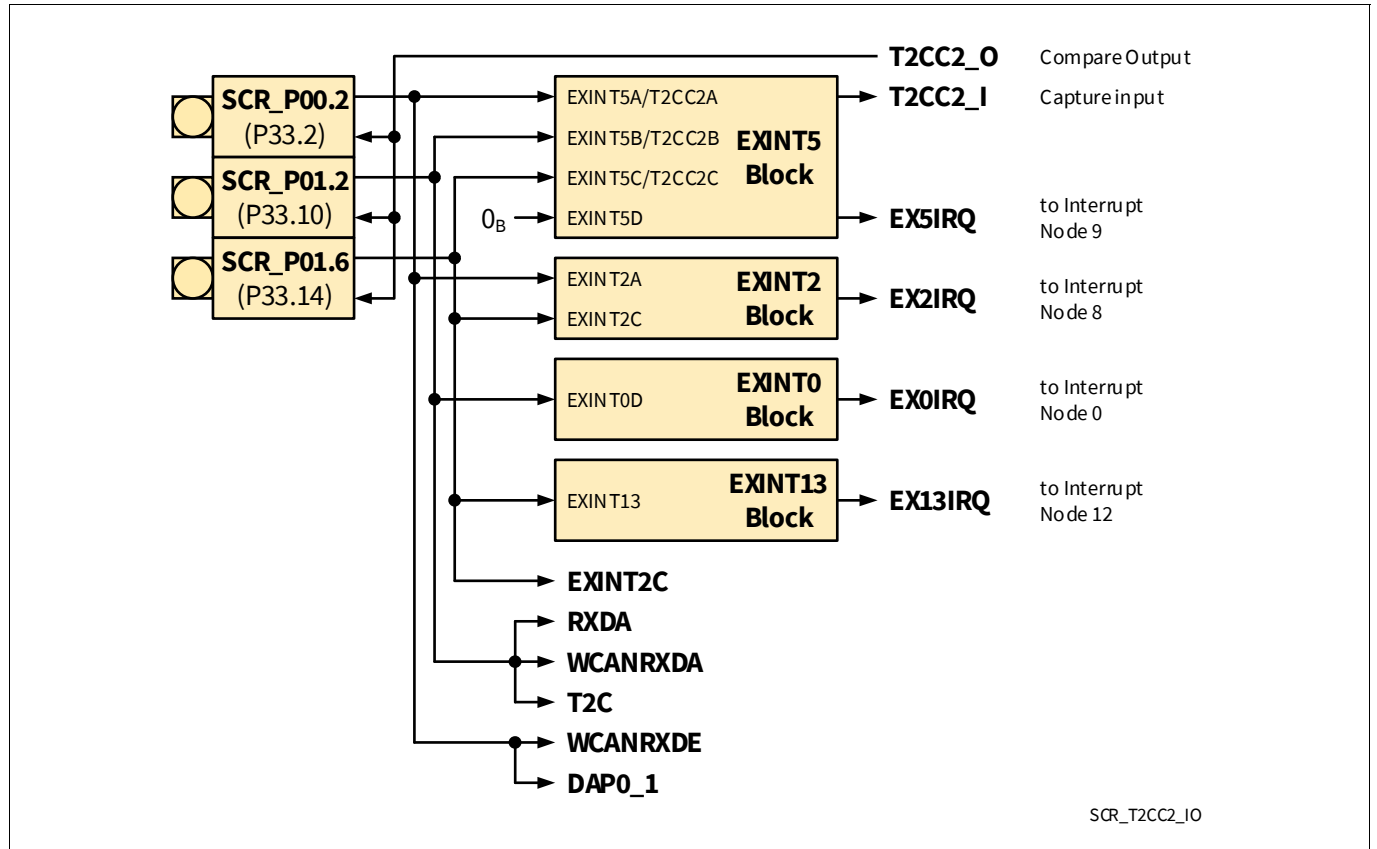 T2CC2_O Compare Output
SCR_P00.2
(P33.2)
SCR_P01.2
(P33.10)
SCR_P01.6
(P33.14)
EXINT5A/T2CC2A
EXINT5B/T2CC2B
EXINT5C/T2CC2C
0B
EXINT5D
EXINT5
Block
T2CC2_I Capture input
EX5IRQ
to Interrupt
Node 9
EXINT2A
EXINT2C
EXINT2
Block
EX2IRQ
to Interrupt
Node 8
EXINT0D
EXINT0
Block
EX0IRQ
to Interrupt
Node 0
EXINT13
EXINT13
Block
EX13IRQ
to Interrupt
Node 12
EXINT2C
RXDA
WCANRXDA
T2C
WCANRXDE
DAP0_1
SCR_T2CC2_IO